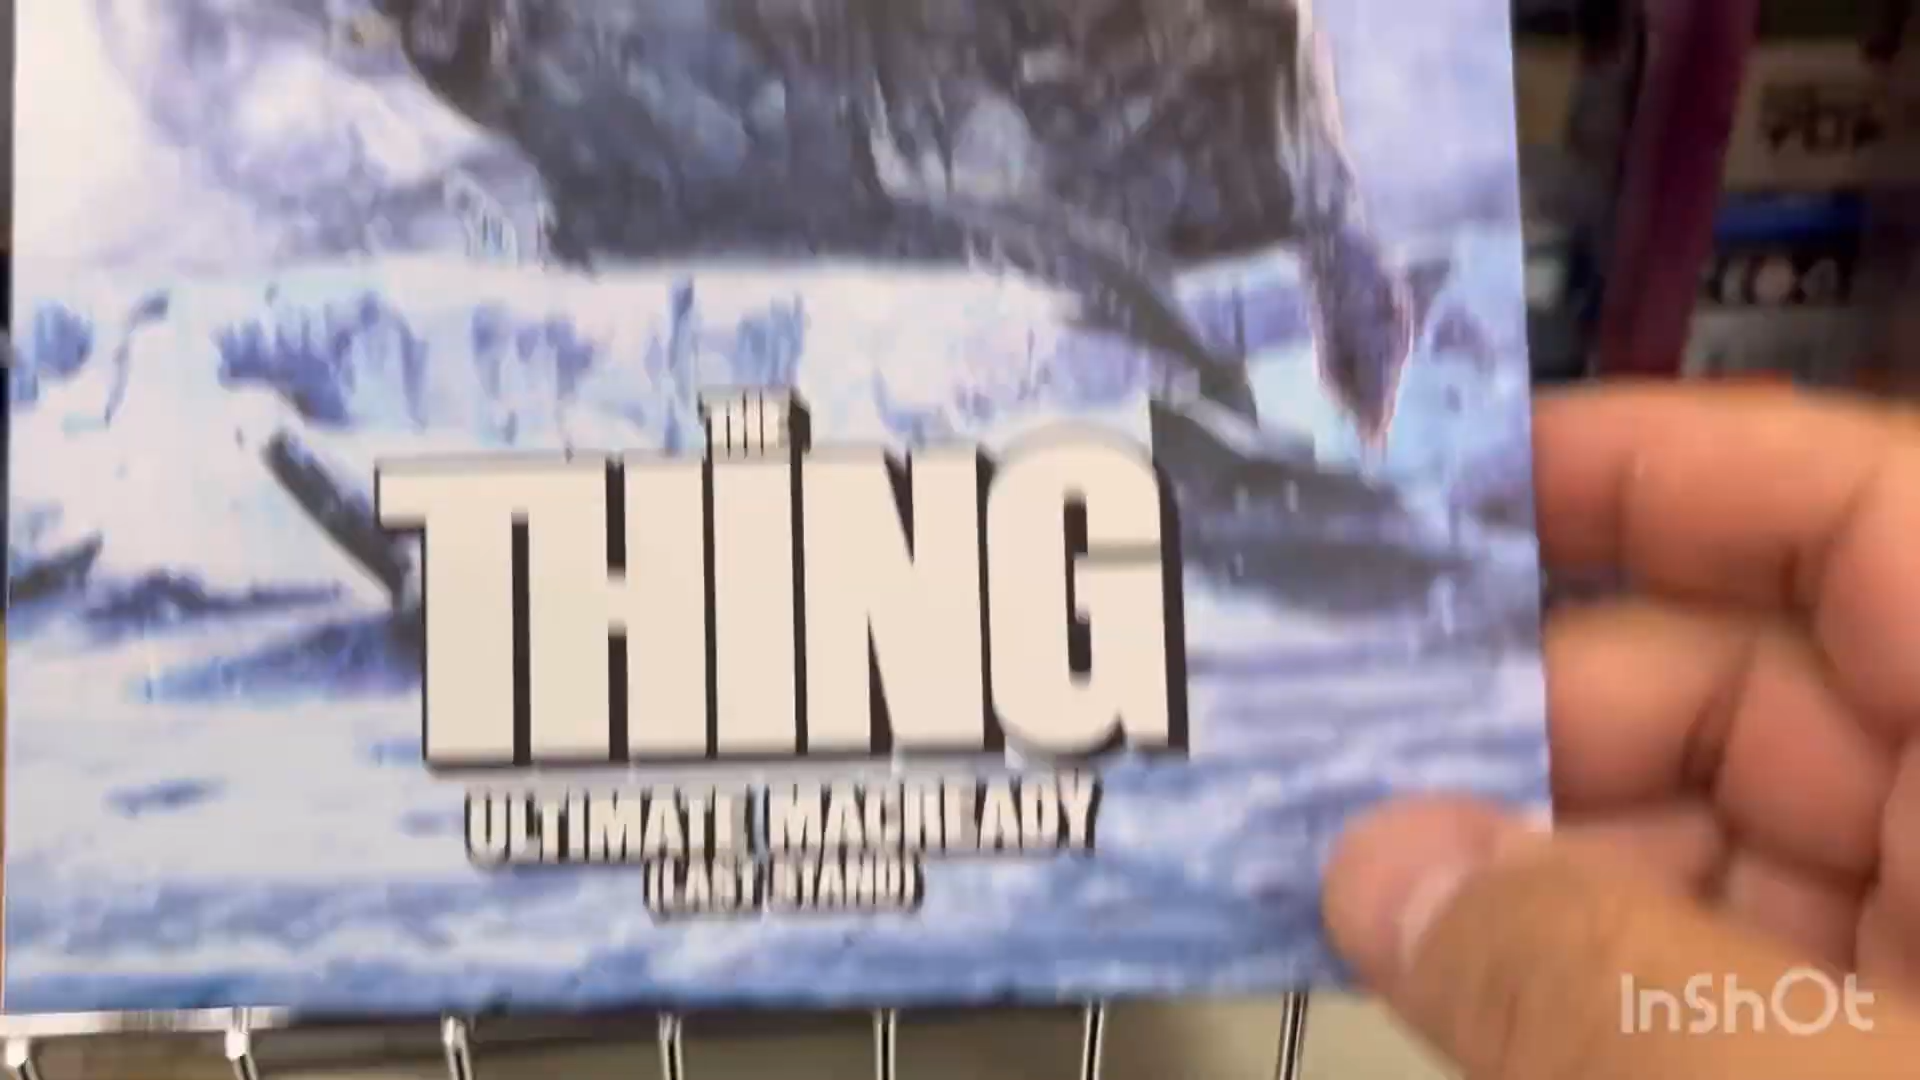 THE
THING
ULTIMATE MACREADY
(LAST STAND)
InShOt